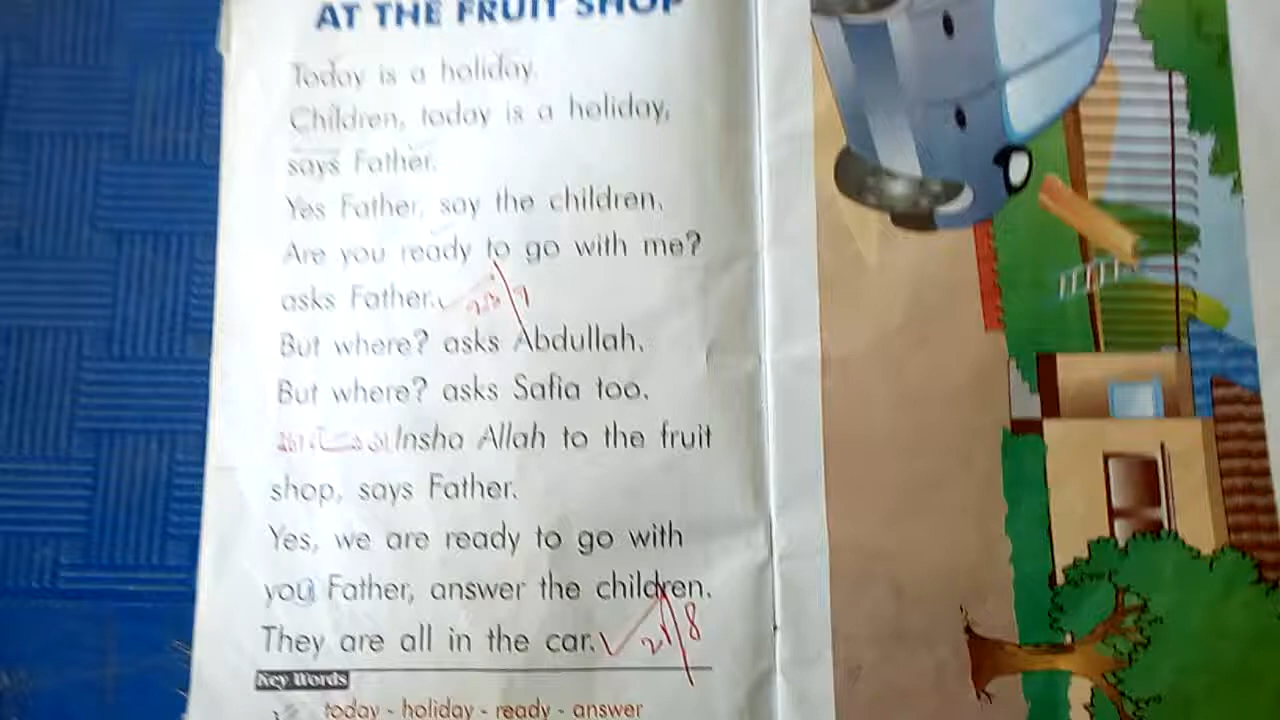 AT THE FRUIT SHOP
Today is a holiday.
Children, today is a holiday,
says Father.
Yes Father, say the children.
Are you ready to go with me?
asks Father.
But where? asks Abdullah.
But where? asks Safia too.
Insha Allah to the fruit
shop, says Father.
Yes, we are ready to go with
you Father, answer the children.
They are all in the car.
21/8
Key Words
today - holiday - ready - answer